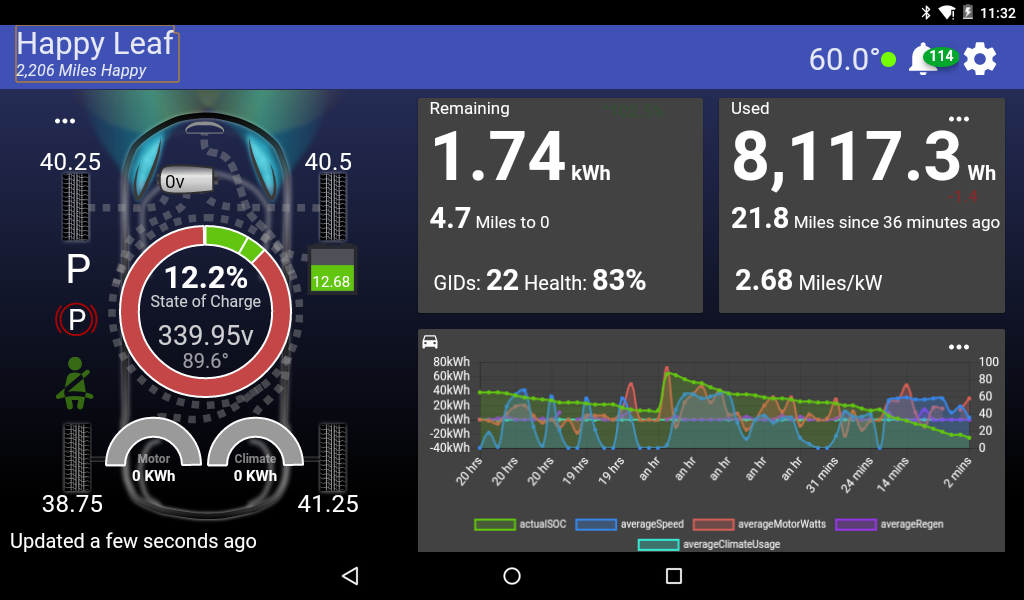 11:32
Happy Leaf
2,206 Miles Happy
60.0°
114
40.25
40.5
0v
P
P
12.2%
State of Charge
339.95v
89.6°
12.68
Motor
0 KWh
Climate
0 KWh
38.75
41.25
Updated a few seconds ago
Remaining
1.74 kWh
4.7 Miles to 0
GIDs: 22 Health: 83%
Used
8,117.3 Wh
21.8 Miles since 36 minutes ago
2.68 Miles/kW
80kWh
60kWh
40kWh
20kWh
0kWh
-20kWh
-40kWh
100
80
60
40
20
0
20 hrs
20 hrs
20 hrs
19 hrs
19 hrs
an hr
an hr
an hr
an hr
an hr
31 mins
24 mins
14 mins
2 mins
actualSOC
averageSpeed
averageMotorWatts
averageRegen
averageClimateUsage